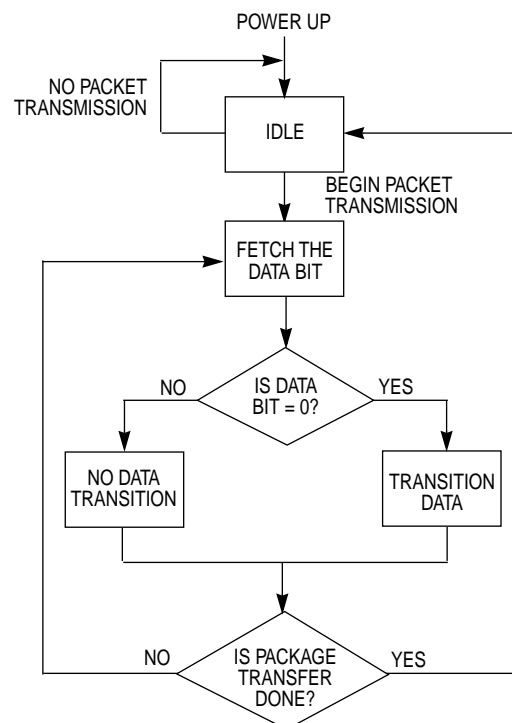 POWER UP
NO PACKET
TRANSMISSION
IDLE
BEGIN PACKET
TRANSMISSION
FETCH THE
DATA BIT
NO
IS DATA
BIT = 0?
YES
NO DATA
TRANSITION
TRANSITION
DATA
NO
IS PACKAGE
TRANSFER
DONE?
YES